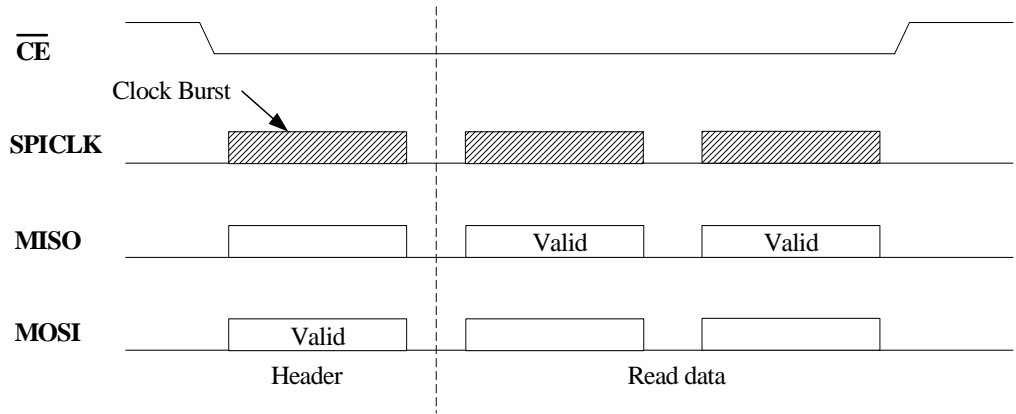 CE
Clock Burst
SPICLK
MISO
Valid
Valid
MOSI
Valid
Header
Read data